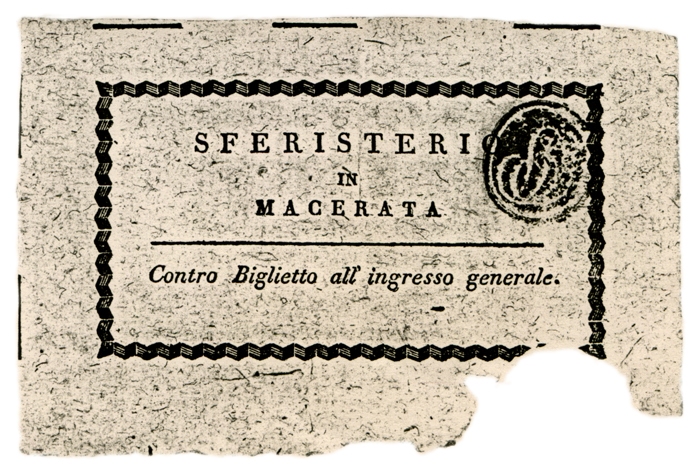 SFERISTERIO
IN
MACERATA
Contro Biglietto all' ingresso generale.